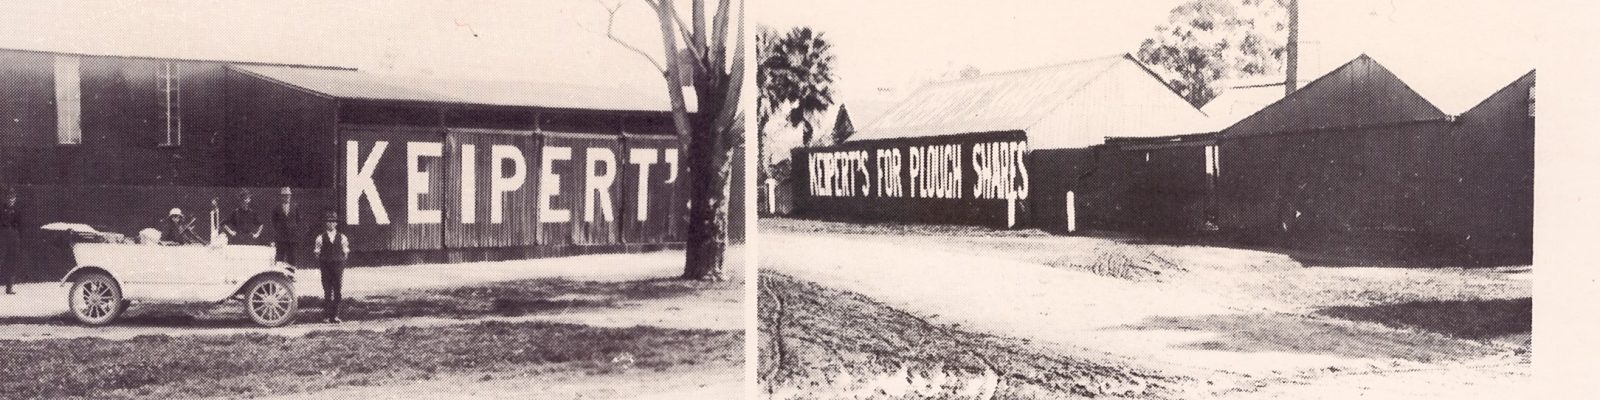 KEIPERT'
KEIPERT'S FOR PLOUGH SHARES